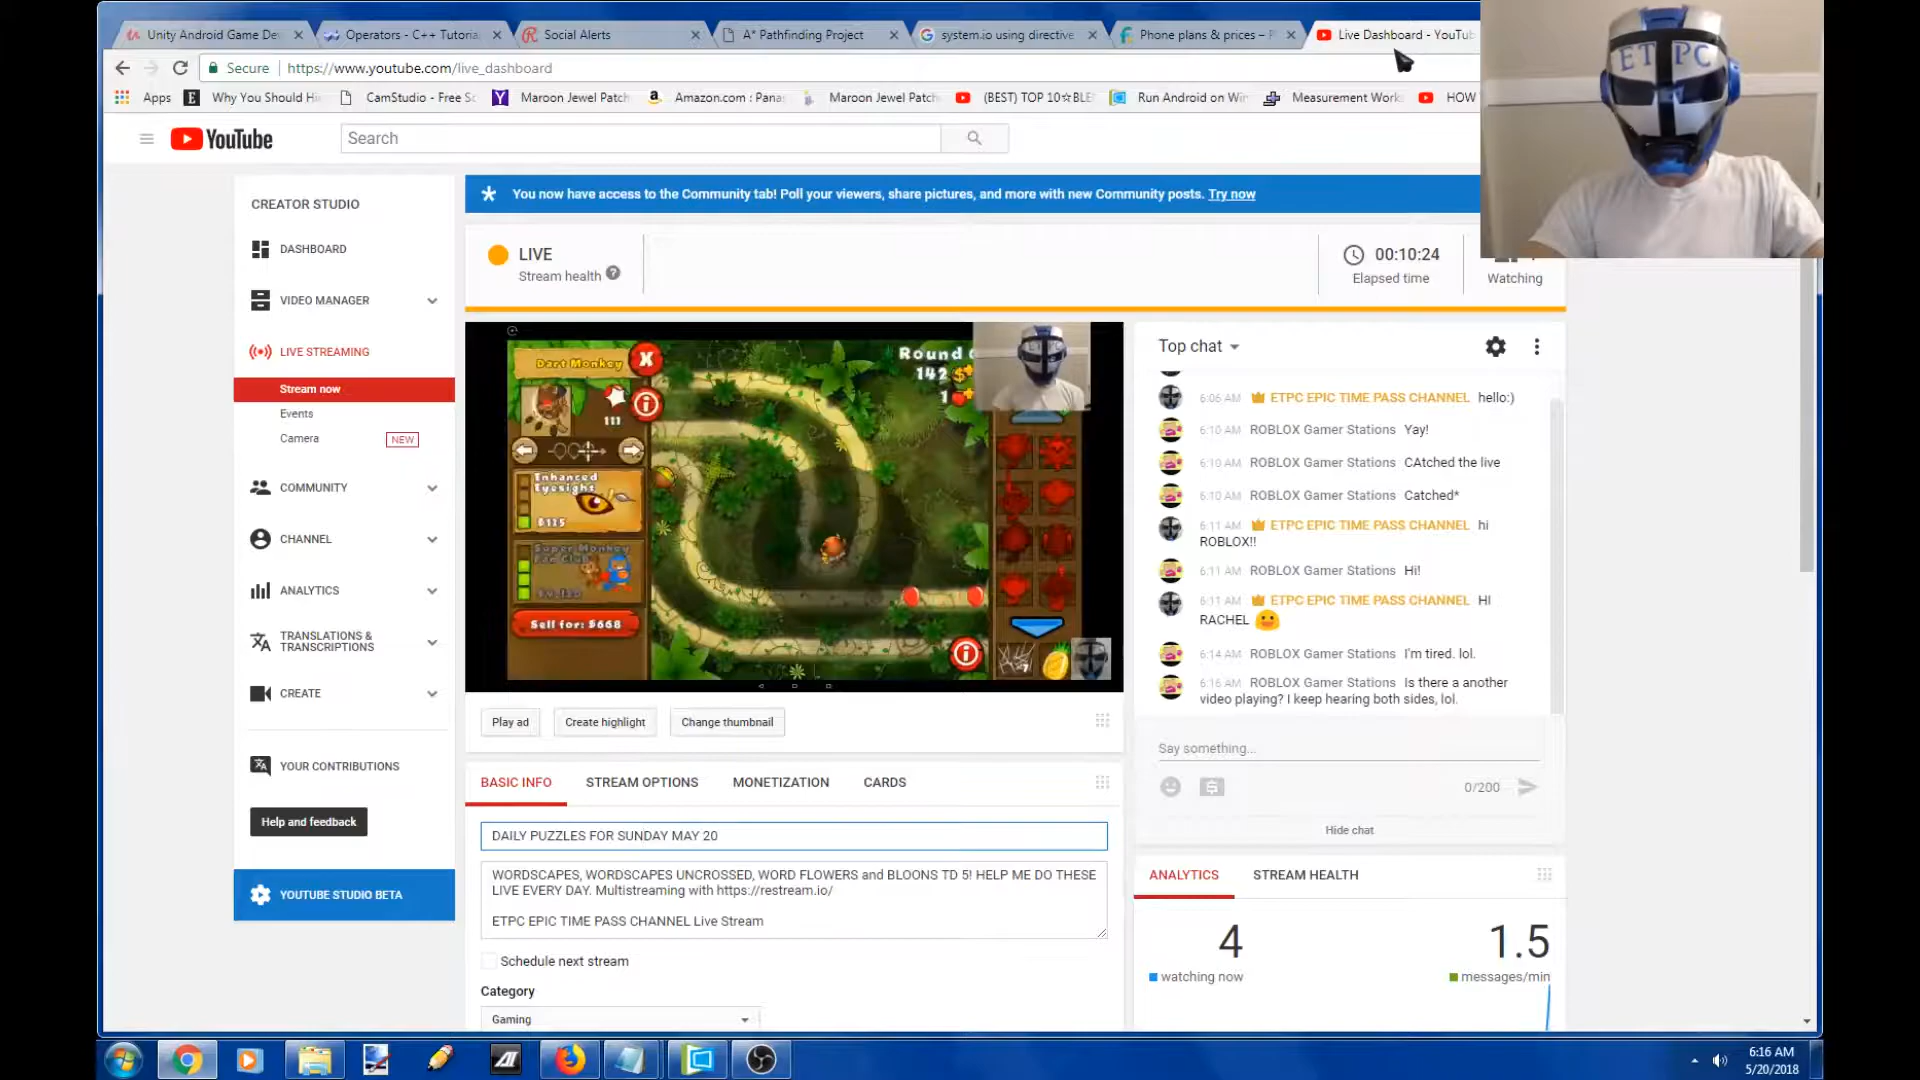 Unity Android Game De
Operators - C++ Tutoria
Social Alerts
A* Pathfinding Project
system.io using directive
Phone plans & prices –
Live Dashboard - YouTub
Secure
https://www.youtube.com/live_dashboard
Apps
Why You Should Hi
CamStudio - Free Sc
Maroon Jewel Patch
Amazon.com : Pana
Maroon Jewel Patch
(BEST) TOP 10☆BLE
Run Android on Win
Measurement Works
HOW
ETPC
YouTube
Search
CREATOR STUDIO
DASHBOARD
VIDEO MANAGER
LIVE STREAMING
Stream now
Events
Camera
NEW
COMMUNITY
CHANNEL
ANALYTICS
TRANSLATIONS &
TRANSCRIPTIONS
CREATE
YOUR CONTRIBUTIONS
Help and feedback
YOUTUBE STUDIO BETA
You now have access to the Community tab! Poll your viewers, share pictures, and more with new Community posts. Try now
LIVE
Stream health
00:10:24
Elapsed time
Watching
Dart Monkey
111
Enhanced
Eyesight
$125
Super Monkey
Fan Club
Sell for: $668
Round
142
1
Play ad
Create highlight
Change thumbnail
BASIC INFO
STREAM OPTIONS
MONETIZATION
CARDS
DAILY PUZZLES FOR SUNDAY MAY 20
WORDSCAPES, WORDSCAPES UNCROSSED, WORD FLOWERS and BLOONS TD 5! HELP ME DO THESE
LIVE EVERY DAY. Multistreaming with https://restream.io/
ETPC EPIC TIME PASS CHANNEL Live Stream
Schedule next stream
Category
Gaming
Top chat
6:06 AM ETPC EPIC TIME PASS CHANNEL hello:)
6:10 AM ROBLOX Gamer Stations Yay!
6:10 AM ROBLOX Gamer Stations CAtched the live
6:10 AM ROBLOX Gamer Stations Catched*
6:11 AM ETPC EPIC TIME PASS CHANNEL hi
ROBLOX!!
6:11 AM ROBLOX Gamer Stations Hi!
6:11 AM ETPC EPIC TIME PASS CHANNEL HI
RACHEL
6:14 AM ROBLOX Gamer Stations I'm tired. lol.
6:16 AM ROBLOX Gamer Stations Is there a another
video playing? I keep hearing both sides, lol.
Say something...
0/200
Hide chat
ANALYTICS
STREAM HEALTH
4
watching now
1.5
messages/min
6:16 AM
5/20/2018